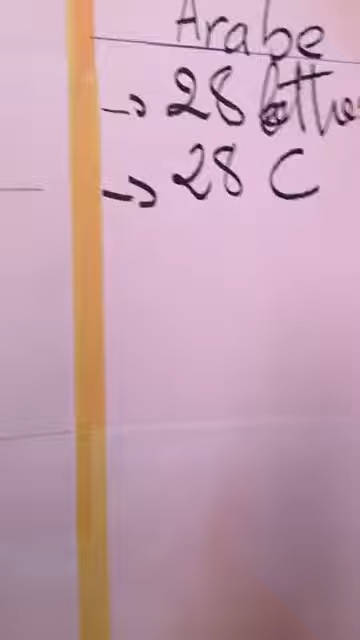 Arabe
→ 28
→ 28 C